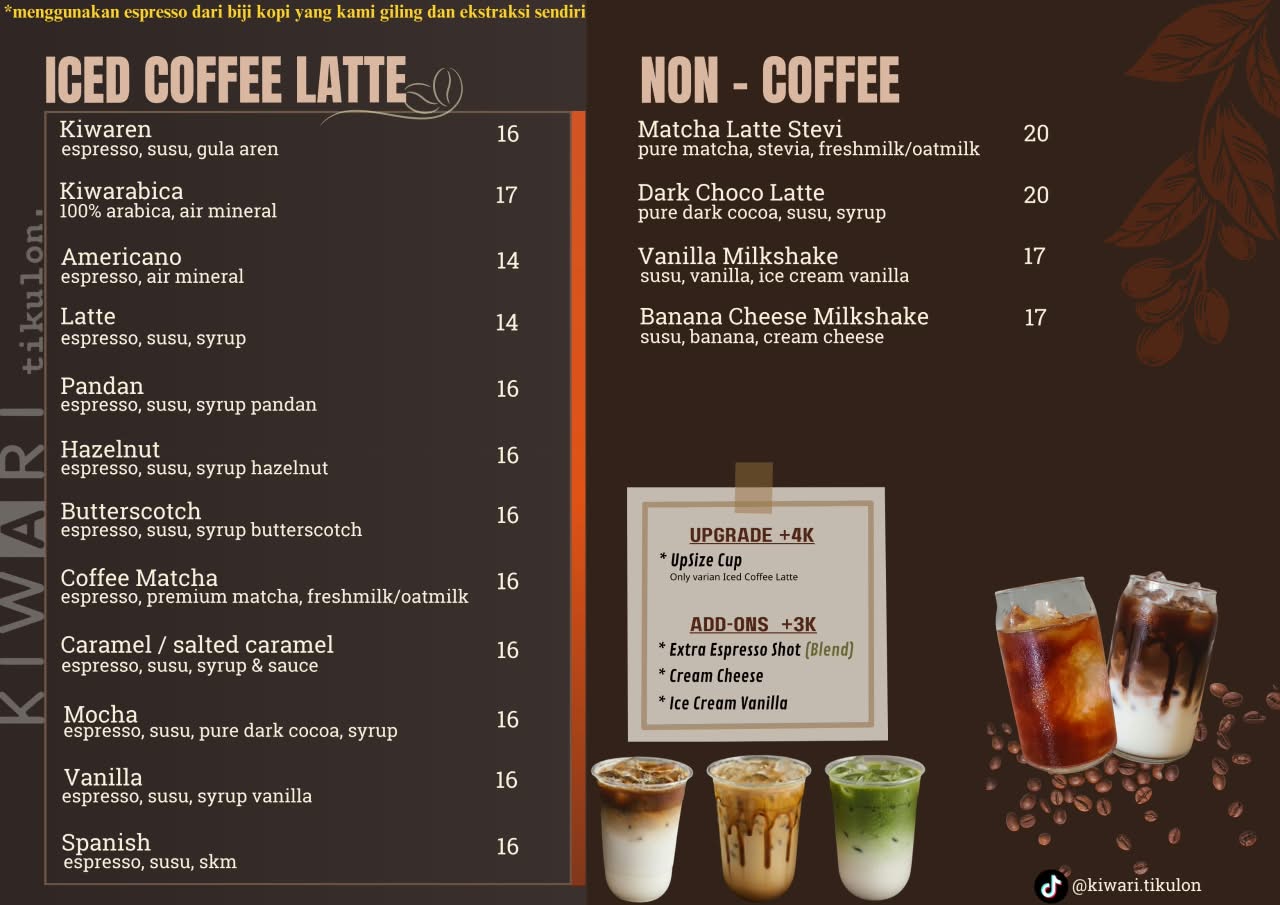 *menggunakan espresso dari biji kopi yang kami giling dan ekstraksi sendiri
ICED COFFEE LATTE
Kiwaren 16
espresso, susu, gula aren
Kiwarabica 17
100% arabica, air mineral
Americano 14
espresso, air mineral
Latte 14
espresso, susu, syrup
Pandan 16
espresso, susu, syrup pandan
Hazelnut 16
espresso, susu, syrup hazelnut
Butterscotch 16
espresso, susu, syrup butterscotch
Coffee Matcha 16
espresso, premium matcha, freshmilk/oatmilk
Caramel / salted caramel 16
espresso, susu, syrup & sauce
Mocha 16
espresso, susu, pure dark cocoa, syrup
Vanilla 16
espresso, susu, syrup vanilla
Spanish 16
espresso, susu, skm
KIWARI tikulon.
NON - COFFEE
Matcha Latte Stevi 20
pure matcha, stevia, freshmilk/oatmilk
Dark Choco Latte 20
pure dark cocoa, susu, syrup
Vanilla Milkshake 17
susu, vanilla, ice cream vanilla
Banana Cheese Milkshake 17
susu, banana, cream cheese
UPGRADE +4K
* UpSize Cup
Only varian Iced Coffee Latte
ADD-ONS +3K
* Extra Espresso Shot (Blend)
* Cream Cheese
* Ice Cream Vanilla
@kiwari.tikulon